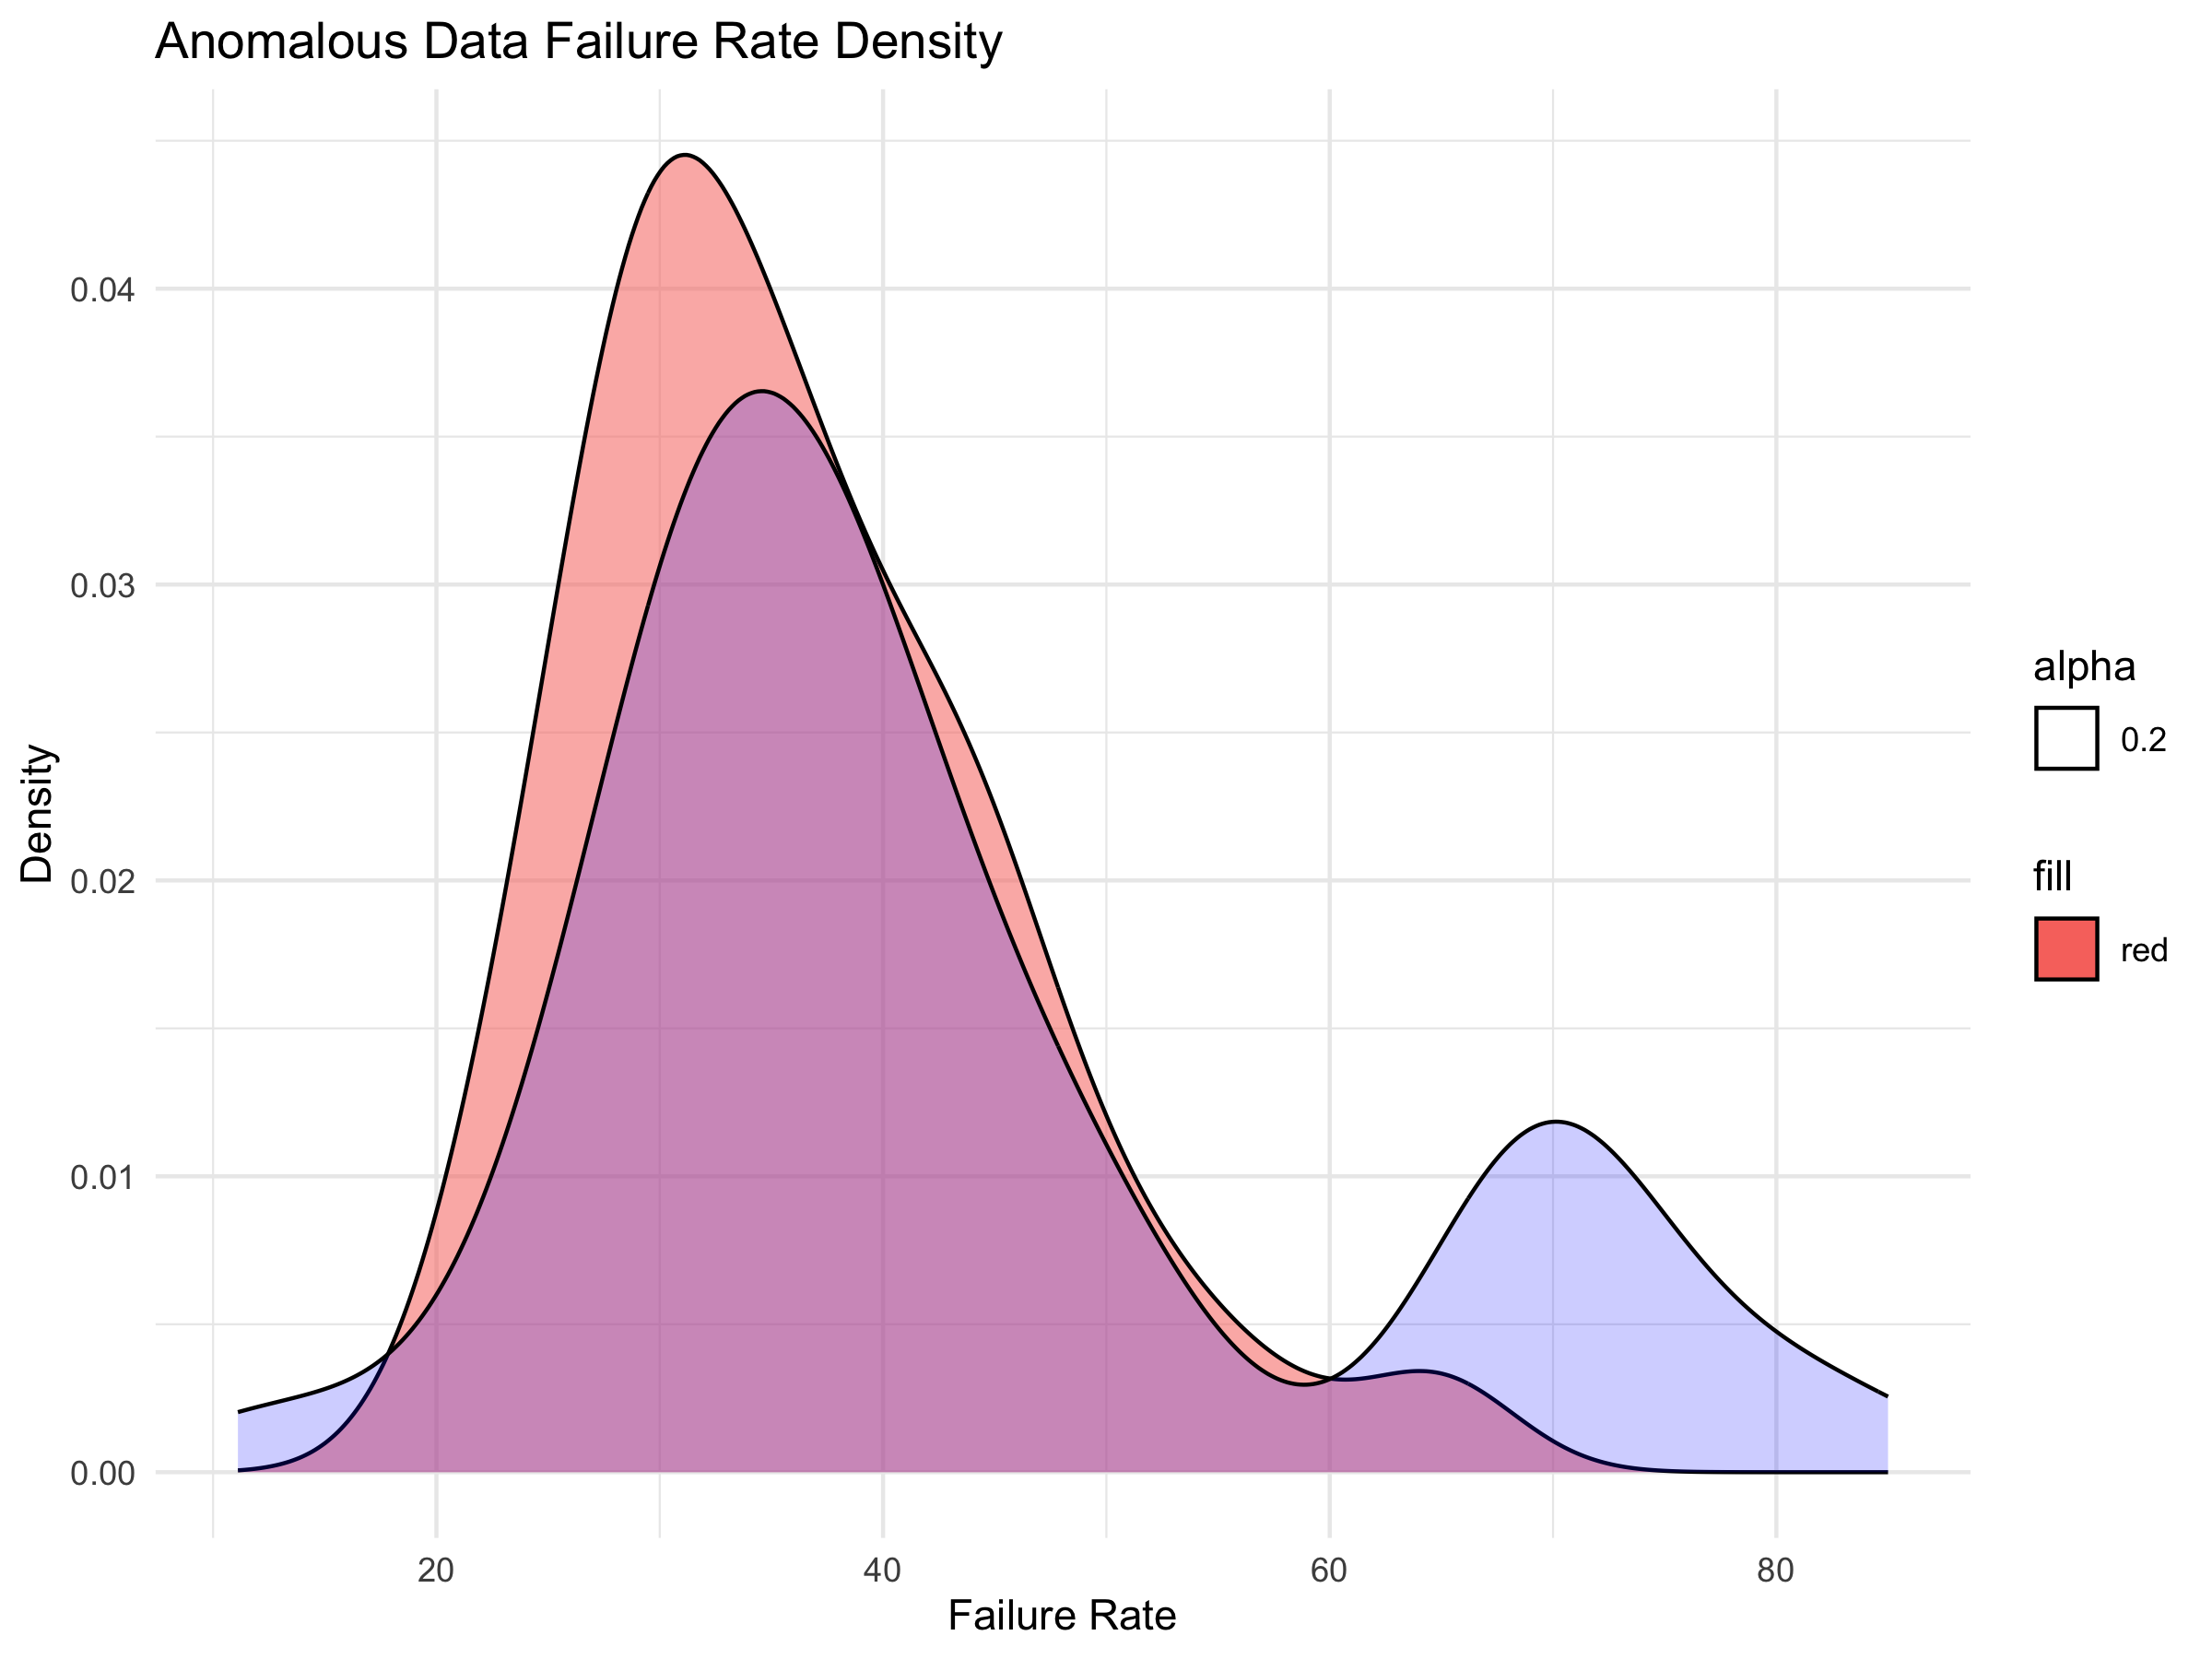 Anomalous Data Failure Rate Density
Density
0.04
0.03
0.02
0.01
0.00
20 40 60 80
Failure Rate
alpha
0.2
fill
red